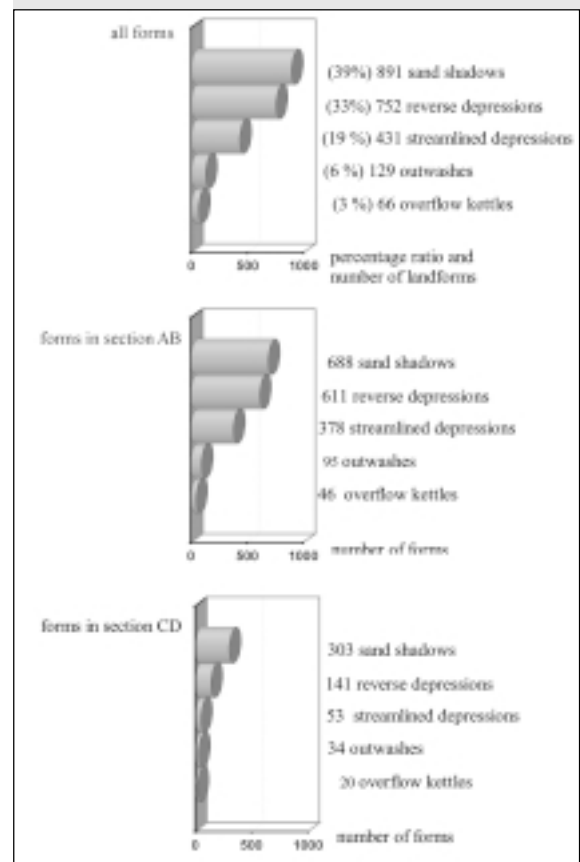 all forms
(39%) 891 sand shadows
(33%) 752 reverse depressions
(19 %) 431 streamlined depressions
(6 %) 129 outwashes
(3 %) 66 overflow kettles
0 500 1000
percentage ratio and
number of landforms
forms in section AB
688 sand shadows
611 reverse depressions
378 streamlined depressions
95 outwashes
46 overflow kettles
0 500 1000
number of forms
forms in section CD
303 sand shadows
141 reverse depressions
53 streamlined depressions
34 outwashes
20 overflow kettles
0 500 1000
number of forms